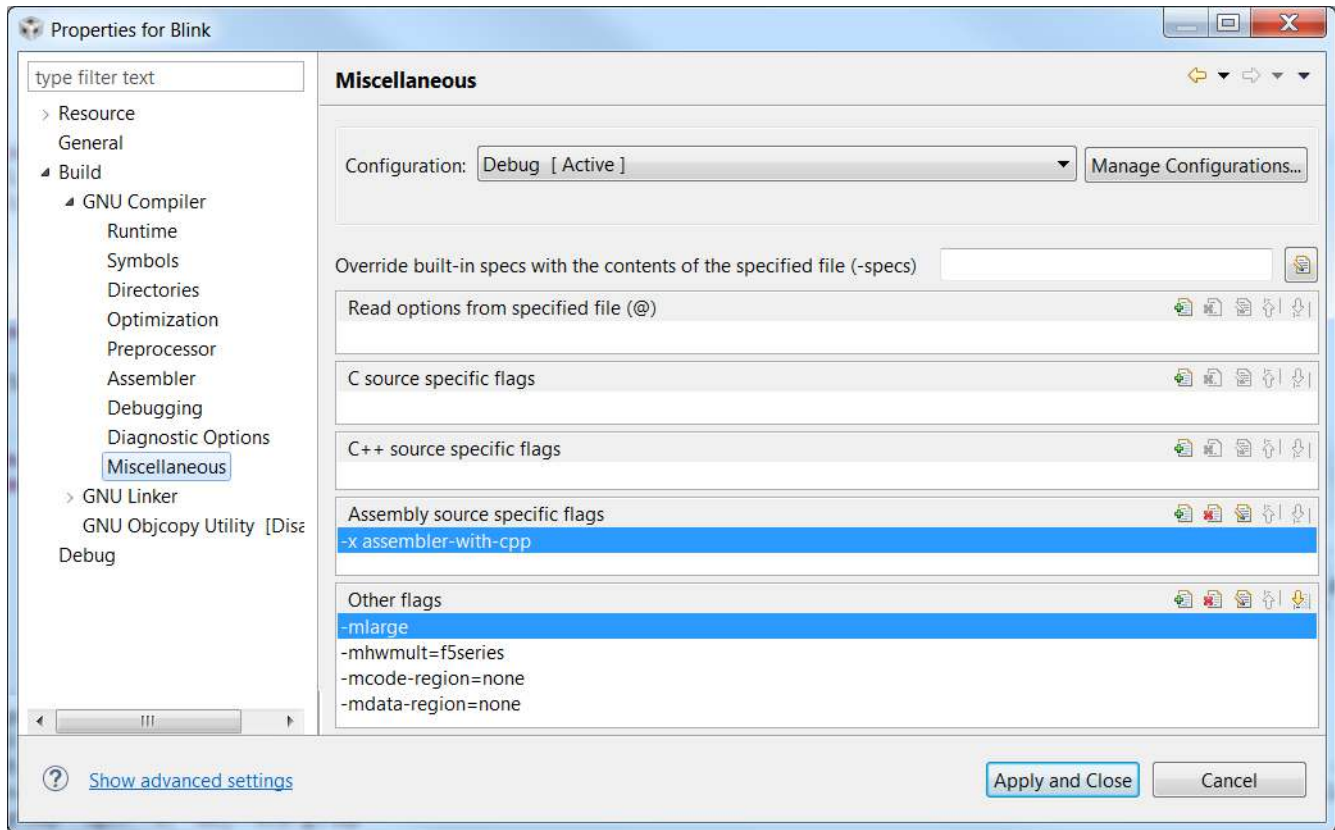 Properties for Blink
type filter text
Resource
General
Build
GNU Compiler
Runtime
Symbols
Directories
Optimization
Preprocessor
Assembler
Debugging
Diagnostic Options
Miscellaneous
GNU Linker
GNU Objcopy Utility [Disa
Debug
Miscellaneous
Configuration: Debug [ Active ] Manage Configurations...
Override built-in specs with the contents of the specified file (-specs)
Read options from specified file (@)
C source specific flags
C++ source specific flags
Assembly source specific flags
-x assembler-with-cpp
Other flags
-mlarge
-mhwmult=f5series
-mcode-region=none
-mdata-region=none
Show advanced settings
Apply and Close Cancel